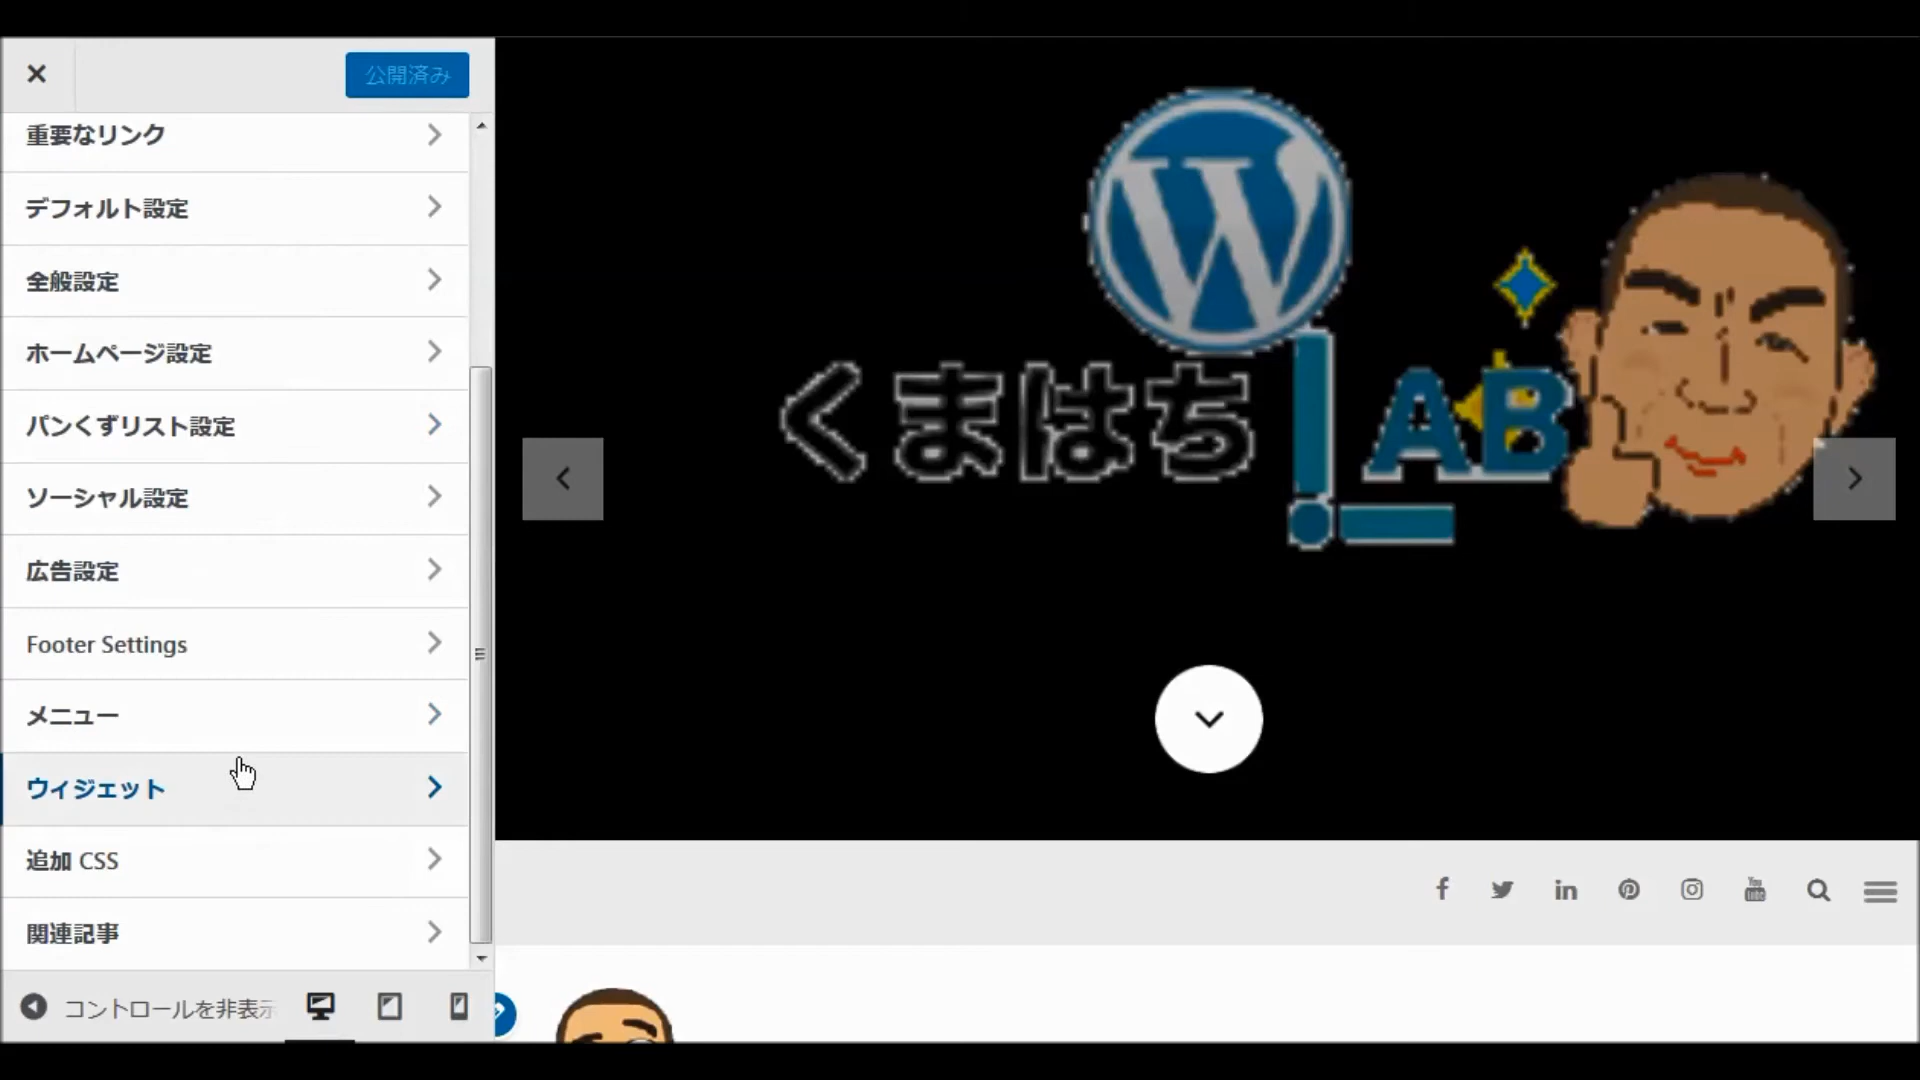 公開済み
重要なリンク
デフォルト設定
全般設定
ホームページ設定
パンくずリスト設定
ソーシャル設定
広告設定
Footer Settings
メニュー
ウィジェット
追加 CSS
関連記事
コントロールを非表示
W
くまはち LAB
You
Tube